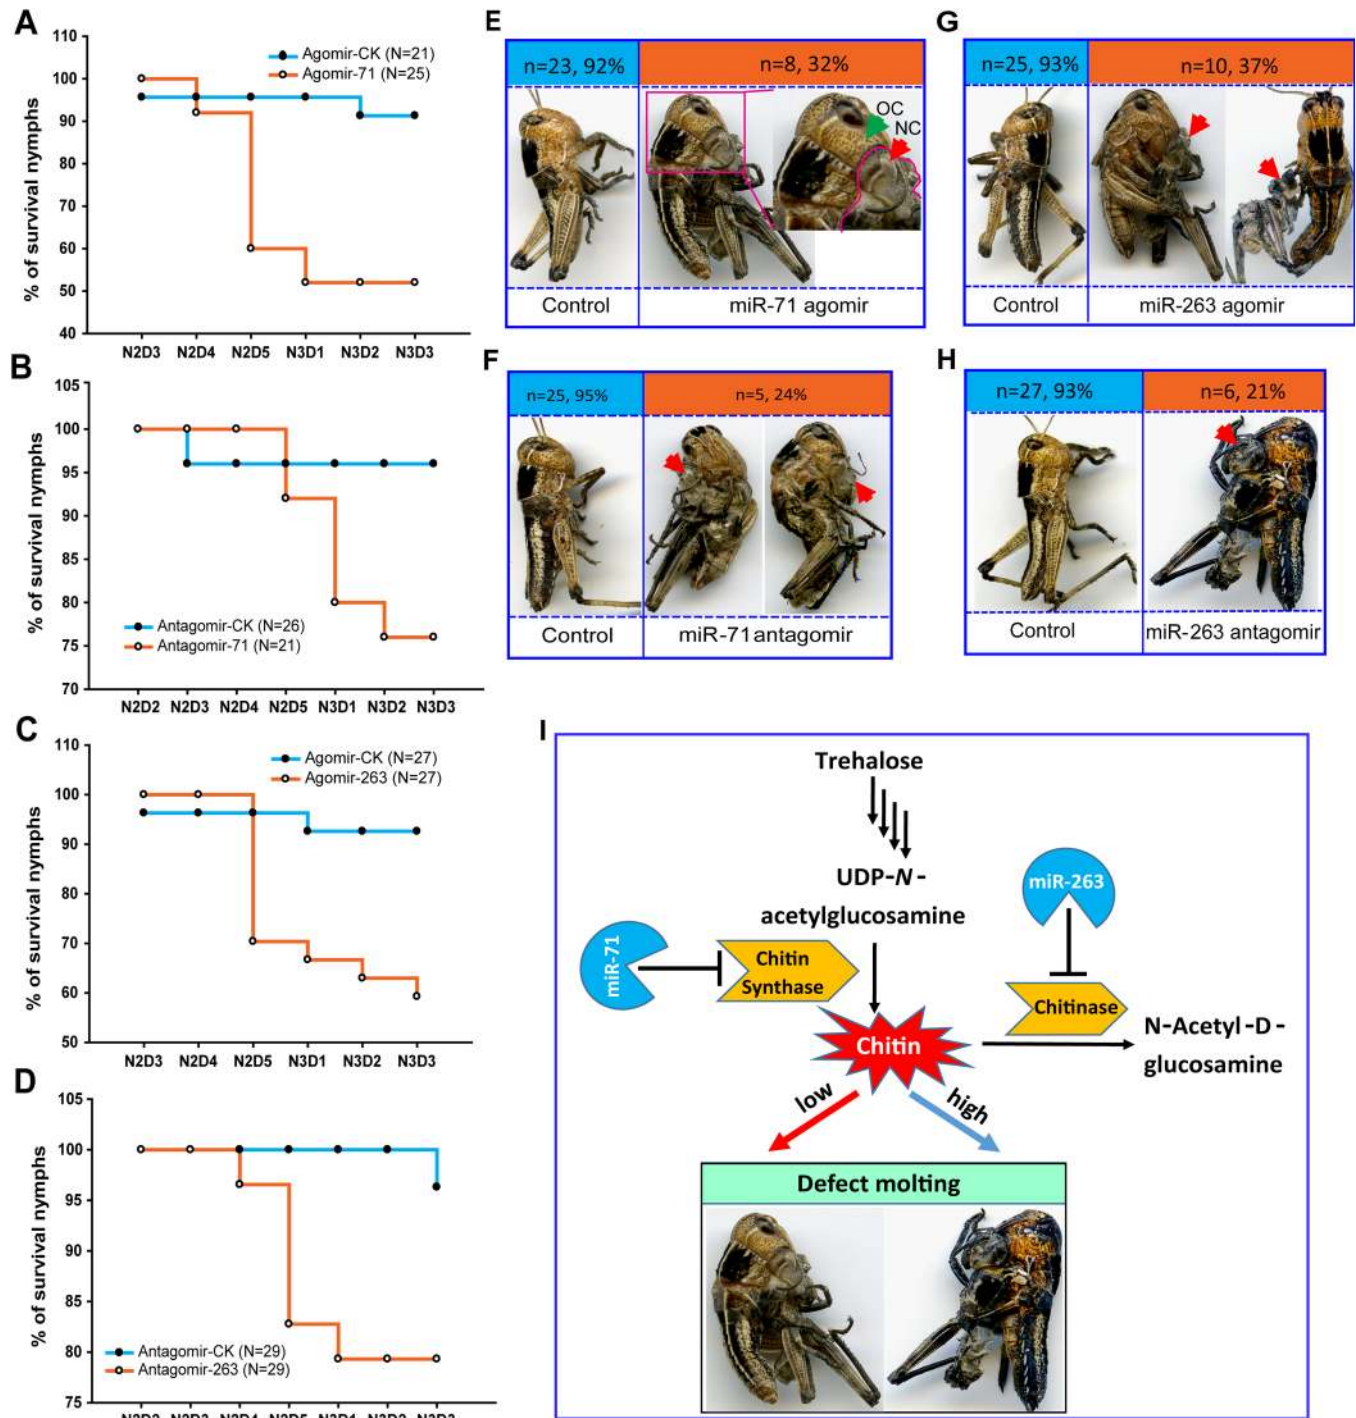 A
110
100
90
80
70
60
50
40
% of survival nymphs
Agomir-CK (N=21)
Agomir-71 (N=25)
N2D3 N2D4 N2D5 N3D1 N3D2 N3D3
B
105
100
95
90
85
80
75
70
% of survival nymphs
Antagomir-CK (N=26)
Antagomir-71 (N=21)
N2D2 N2D3 N2D4 N2D5 N3D1 N3D2 N3D3
C
110
100
90
80
70
60
50
% of survival nymphs
Agomir-CK (N=27)
Agomir-263 (N=27)
N2D3 N2D4 N2D5 N3D1 N3D2 N3D3
D
105
100
95
90
85
80
75
% of survival nymphs
Antagomir-CK (N=29)
Antagomir-263 (N=29)
N2D2 N2D3 N2D4 N2D5 N3D1 N3D2 N3D3
E
n=23, 92% n=8, 32%
OC
NC
Control miR-71 agomir
F
n=25, 95% n=5, 24%
Control miR-71 antagomir
G
n=25, 93% n=10, 37%
Control miR-263 agomir
H
n=27, 93% n=6, 21%
Control miR-263 antagomir
I
Trehalose
UDP-N-
acetylglucosamine
miR-263
miR-71
Chitin
Synthase
Chitinase
Chitin
N-Acetyl-D-
glucosamine
low
high
Defect molting